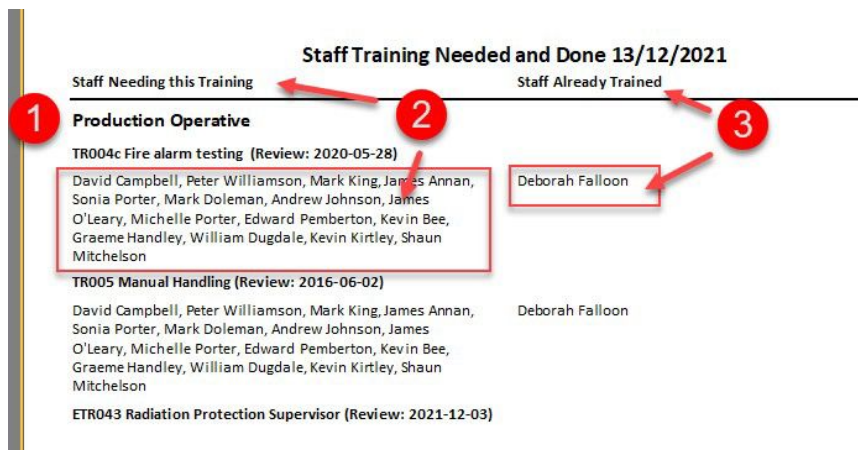 Staff Training Needed and Done 13/12/2021
Staff Needing this Training
Staff Already Trained
1
2
3
Production Operative
TR004c Fire alarm testing (Review: 2020-05-28)
David Campbell, Peter Williamson, Mark King, James Annan,
Sonia Porter, Mark Doleman, Andrew Johnson, James
O'Leary, Michelle Porter, Edward Pemberton, Kevin Bee,
Graeme Handley, William Dugdale, Kevin Kirtley, Shaun
Mitchelson
Deborah Falloon
TR005 Manual Handling (Review: 2016-06-02)
David Campbell, Peter Williamson, Mark King, James Annan,
Sonia Porter, Mark Doleman, Andrew Johnson, James
O'Leary, Michelle Porter, Edward Pemberton, Kevin Bee,
Graeme Handley, William Dugdale, Kevin Kirtley, Shaun
Mitchelson
Deborah Falloon
ETR043 Radiation Protection Supervisor (Review: 2021-12-03)